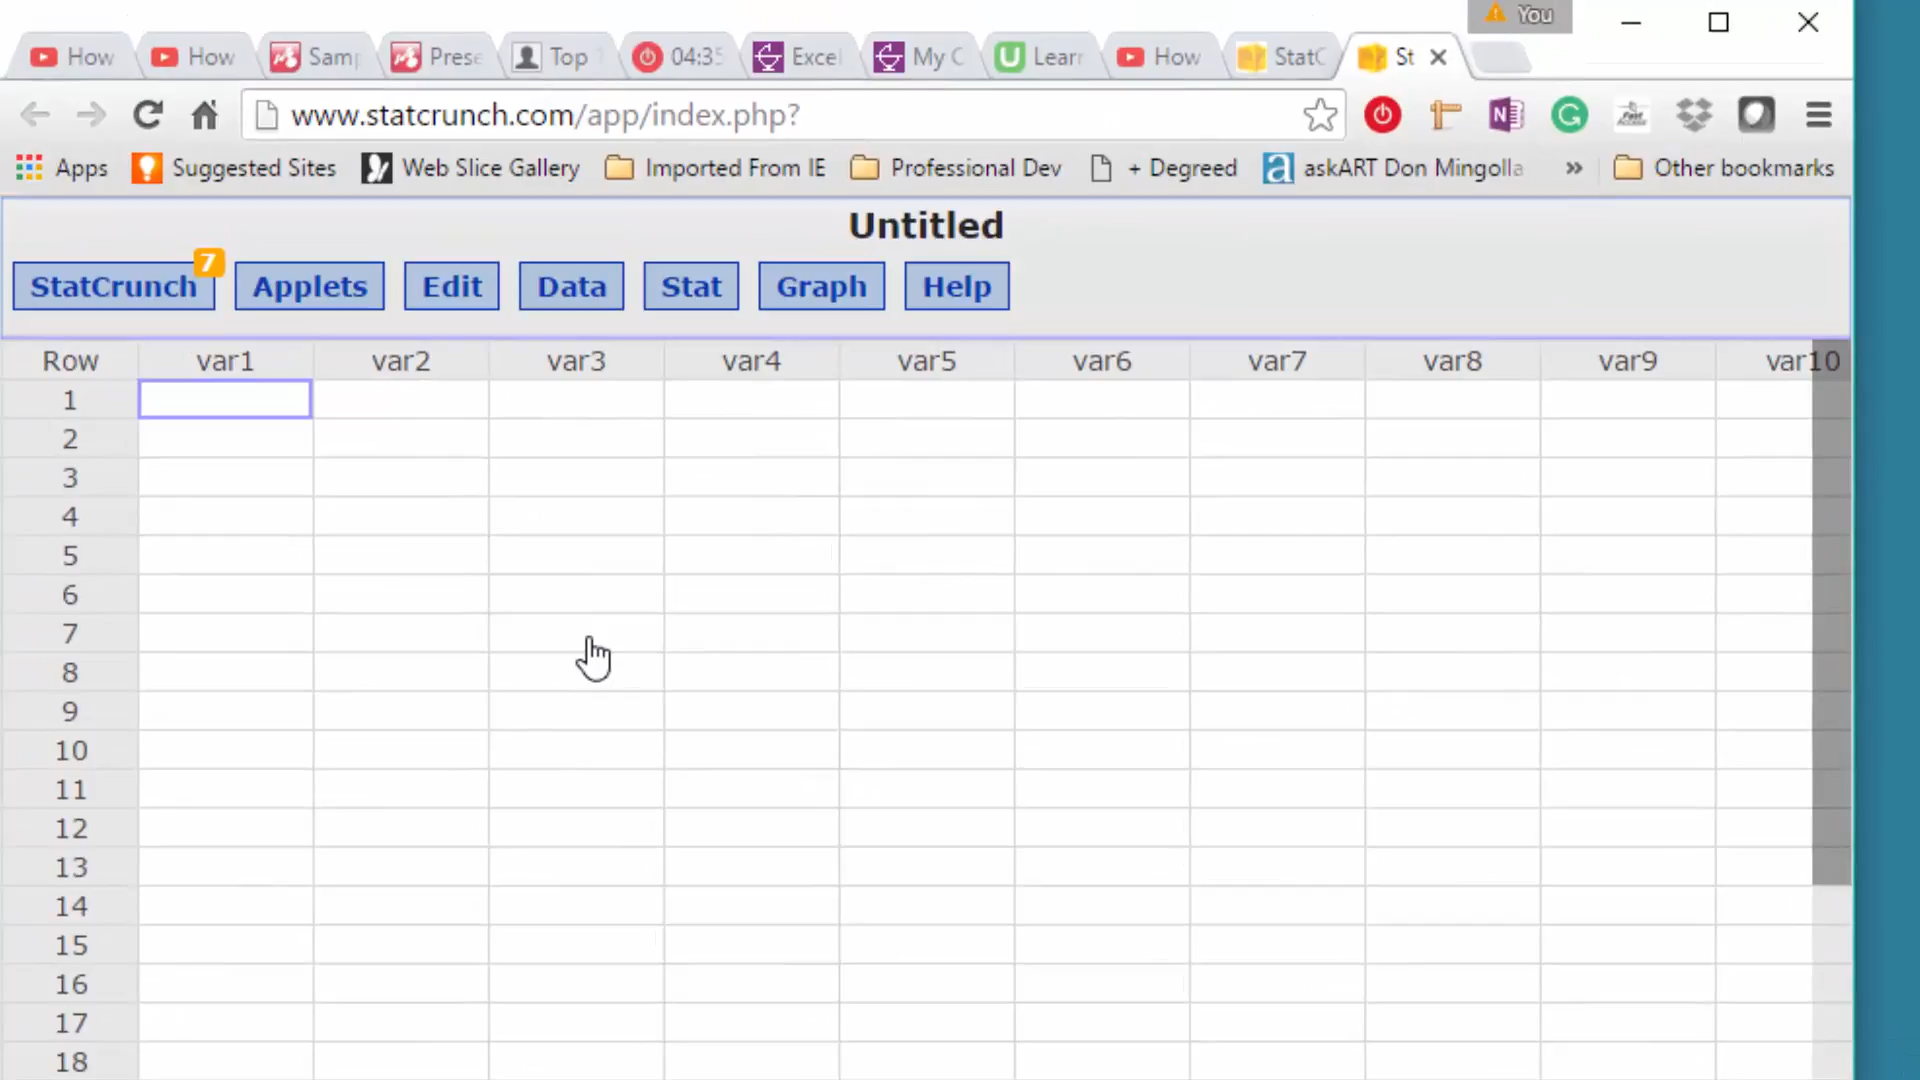 You
How How Sam Prese Top 04:35 Excel My C Learn How StatC St
www.statcrunch.com/app/index.php?
Apps Suggested Sites Web Slice Gallery Imported From IE Professional Dev + Degreed askART Don Mingolla » Other bookmarks
Untitled
7
StatCrunch Applets Edit Data Stat Graph Help
Row var1 var2 var3 var4 var5 var6 var7 var8 var9 var10
1
2
3
4
5
6
7
8
9
10
11
12
13
14
15
16
17
18